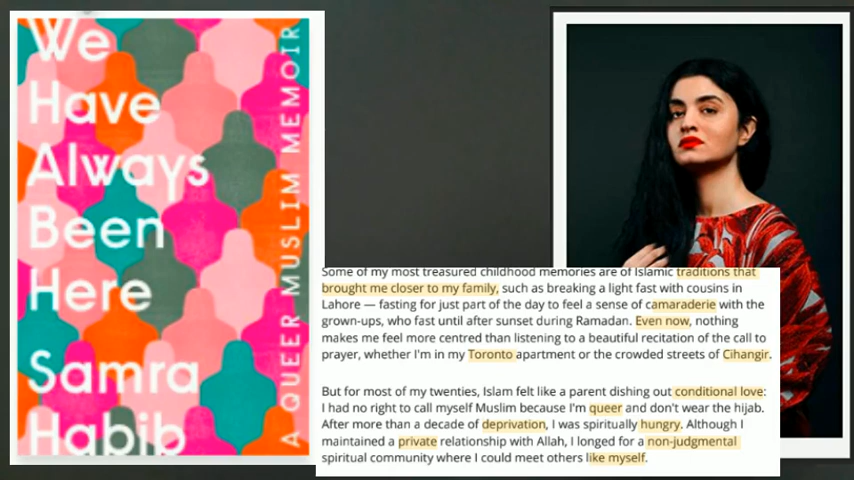 We
Have
Always
Been
Here
Samra
Habib
A QUEER MUSLIM MEMOIR
Some of my most treasured childhood memories are of Islamic traditions that
brought me closer to my family, such as breaking a light fast with cousins in
Lahore — fasting for just part of the day to feel a sense of camaraderie with the
grown-ups, who fast until after sunset during Ramadan. Even now, nothing
makes me feel more centred than listening to a beautiful recitation of the call to
prayer, whether I'm in my Toronto apartment or the crowded streets of Cihangir.
But for most of my twenties, Islam felt like a parent dishing out conditional love:
I had no right to call myself Muslim because I'm queer and don't wear the hijab.
After more than a decade of deprivation, I was spiritually hungry. Although I
maintained a private relationship with Allah, I longed for a non-judgmental
spiritual community where I could meet others like myself.